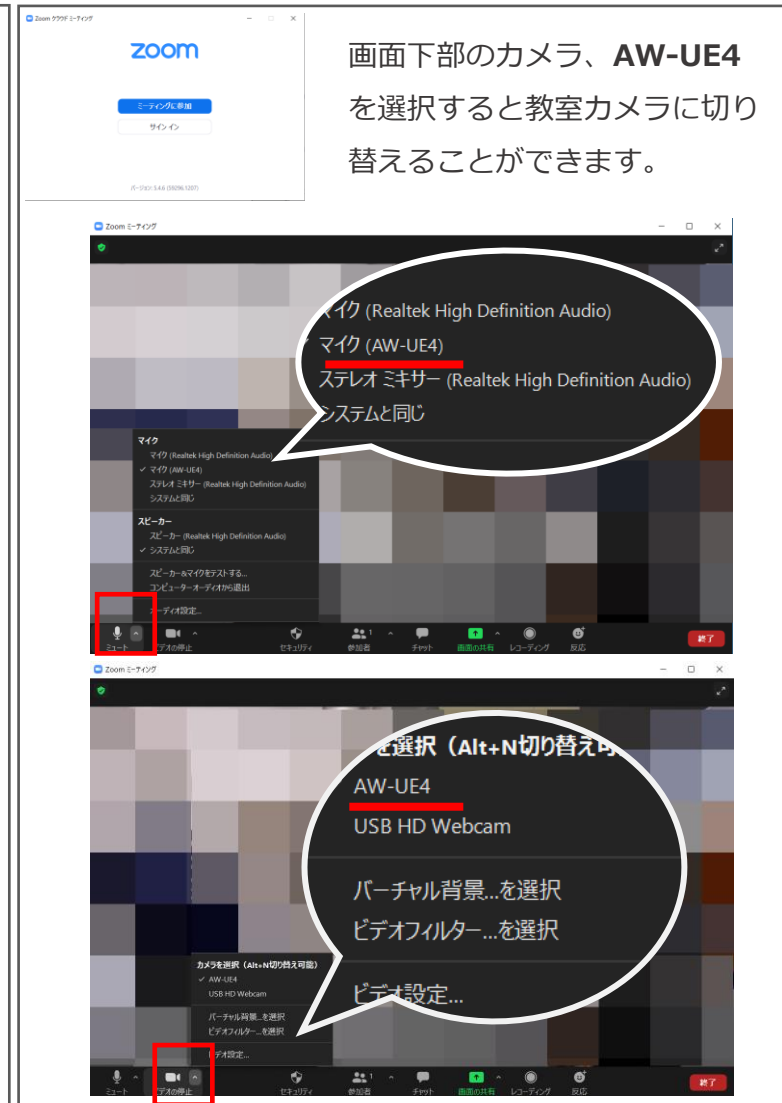 Zoom クラウド ミーティング
zoom
ミーティングに参加
サインイン
バージョン: 5.4.6 (59296.1207)
画面下部のカメラ、AW-UE4
を選択すると教室カメラに切り
替えることができます。
Zoom ミーティング
マイク (Realtek High Definition Audio)
マイク (AW-UE4)
ステレオ ミキサー (Realtek High Definition Audio)
システムと同じ
マイク
マイク (Realtek High Definition Audio)
✓ マイク (AW-UE4)
ステレオ ミキサー (Realtek High Definition Audio)
システムと同じ
スピーカー
スピーカー (Realtek High Definition Audio)
✓ システムと同じ
スピーカー&マイクをテストする...
コンピューターオーディオから退出
オーディオ設定...
ミュート ビデオの停止 セキュリティ 参加者 1 チャット 画面の共有 レコーディング 反応 終了
Zoom ミーティング
を選択（Alt+N切り替え可
AW-UE4
USB HD Webcam
バーチャル背景...を選択
ビデオフィルター...を選択
ビデオ設定...
カメラを選択（Alt+N切り替え可能）
✓ AW-UE4
USB HD Webcam
バーチャル背景...を選択
ビデオフィルター...を選択
ビデオ設定...
ミュート ビデオの停止 セキュリティ 参加者 1 チャット 画面の共有 レコーディング 反応 終了